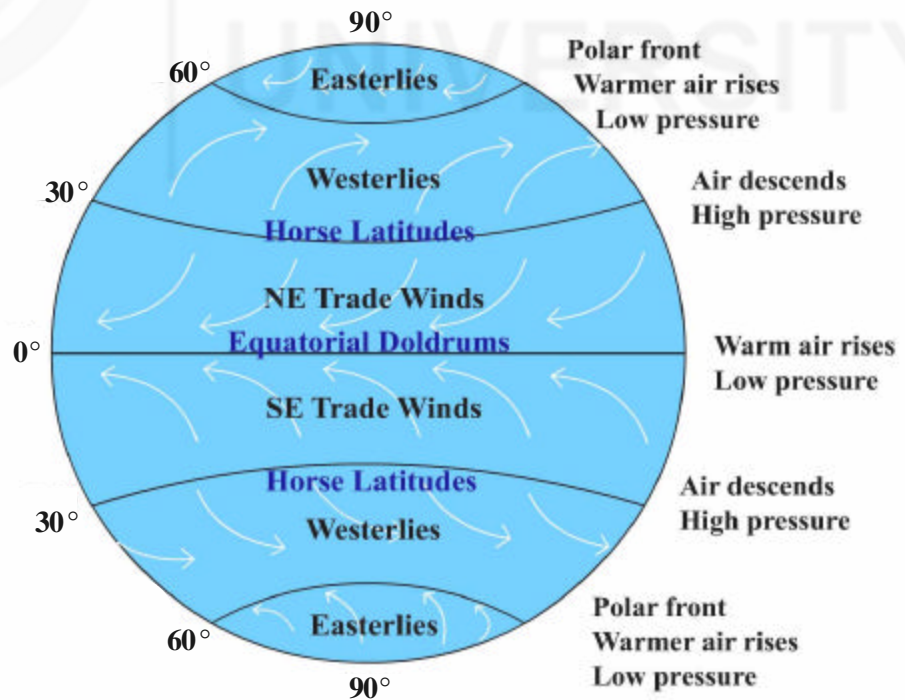 UNIVERSITY
90°
Polar front
60°
Easterlies
Warmer air rises
Low pressure
30°
Westerlies
Air descends
High pressure
Horse Latitudes
NE Trade Winds
0°
Equatorial Doldrums
Warm air rises
Low pressure
SE Trade Winds
Horse Latitudes
Air descends
High pressure
30°
Westerlies
60°
Easterlies
Polar front
Warmer air rises
Low pressure
90°